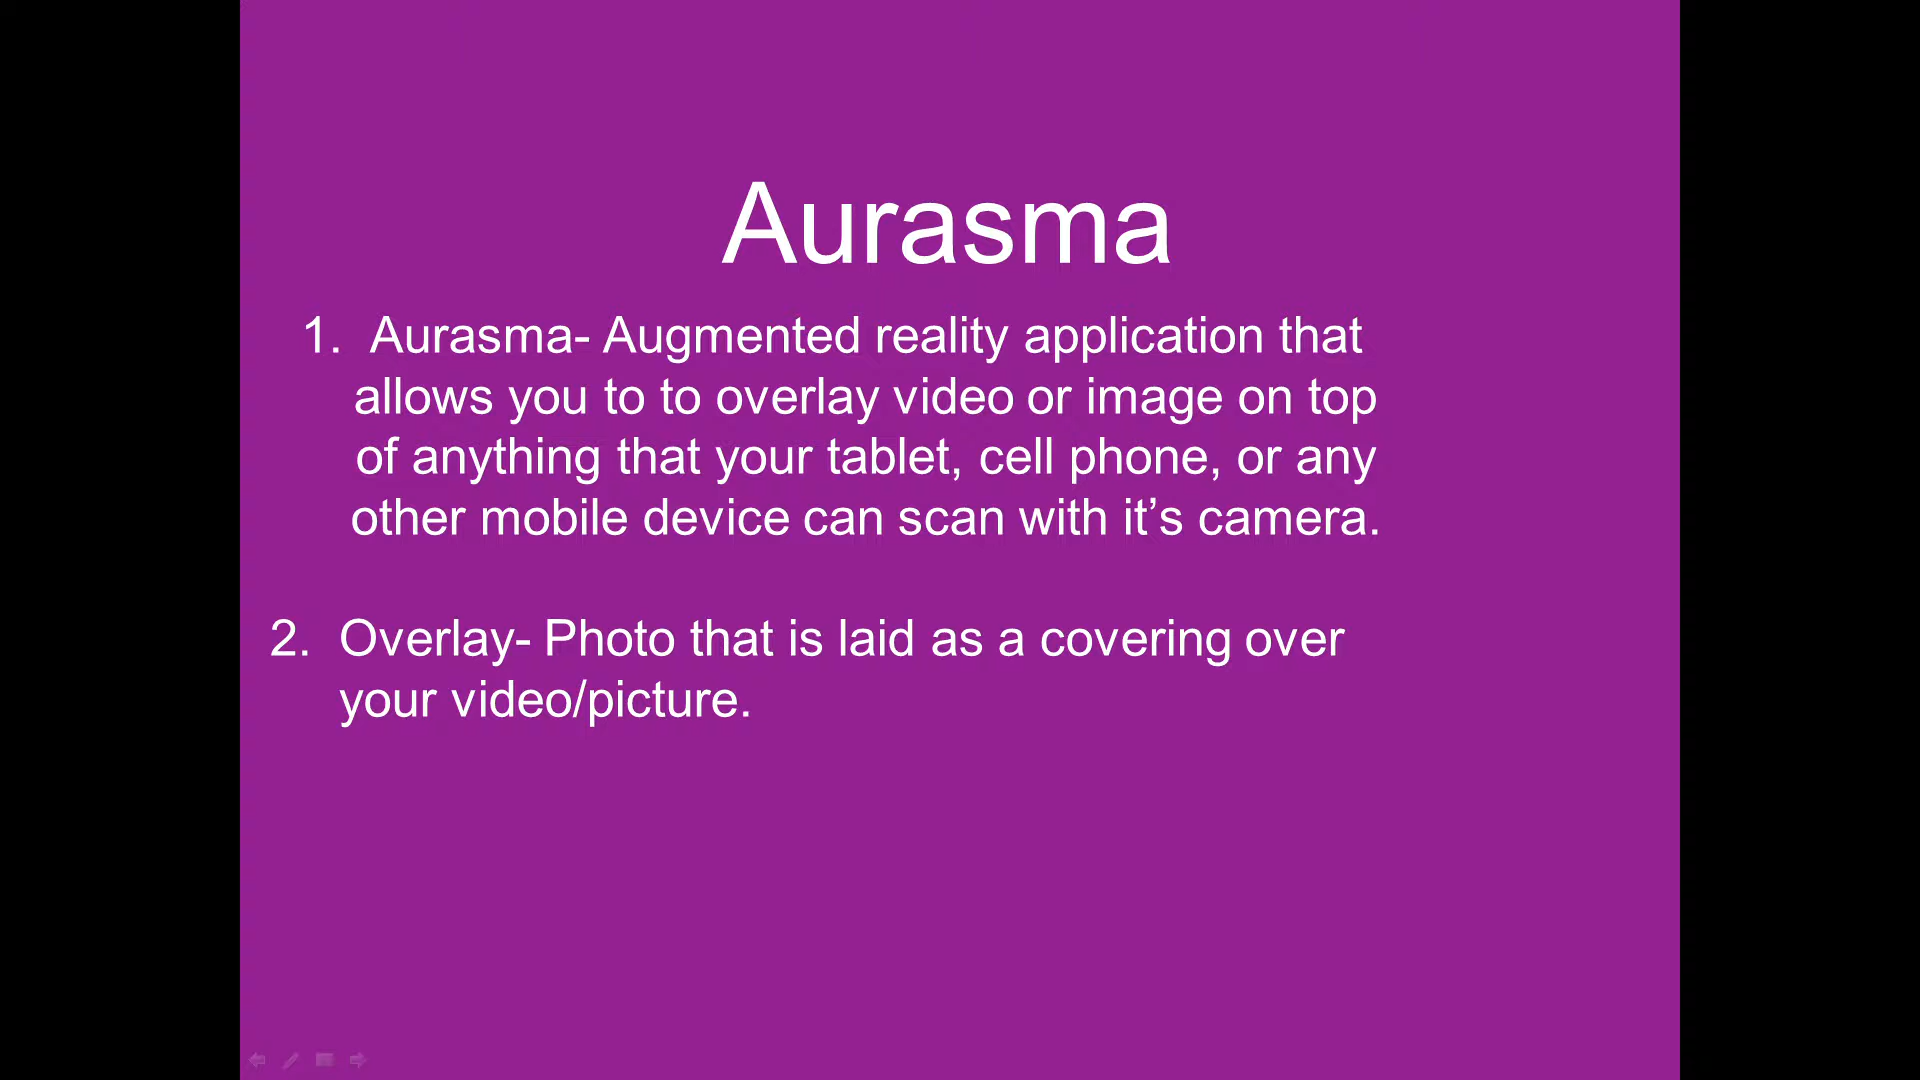 Aurasma
1. Aurasma- Augmented reality application that
allows you to to overlay video or image on top
of anything that your tablet, cell phone, or any
other mobile device can scan with it’s camera.
2. Overlay- Photo that is laid as a covering over
your video/picture.